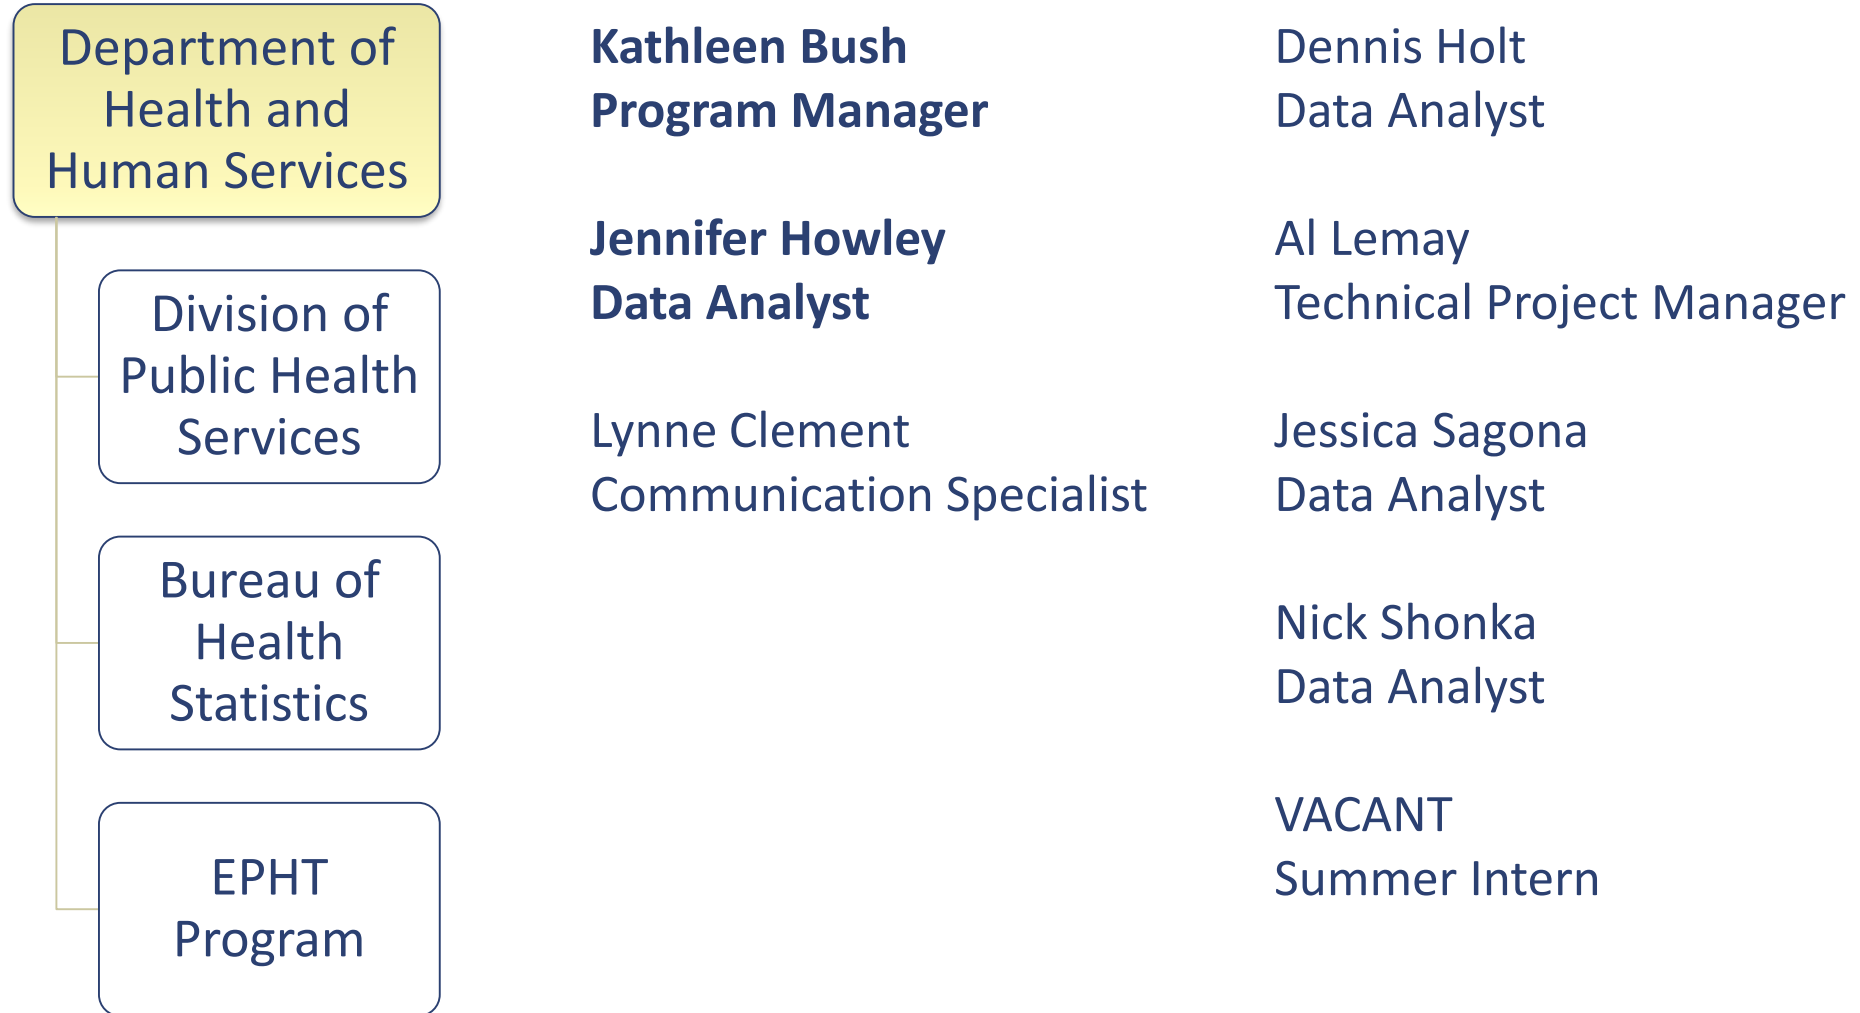 Department of
Health and
Human Services
Division of
Public Health
Services
Bureau of
Health
Statistics
EPHT
Program
Kathleen Bush
Program Manager
Jennifer Howley
Data Analyst
Lynne Clement
Communication Specialist
Dennis Holt
Data Analyst
Al Lemay
Technical Project Manager
Jessica Sagona
Data Analyst
Nick Shonka
Data Analyst
VACANT
Summer Intern